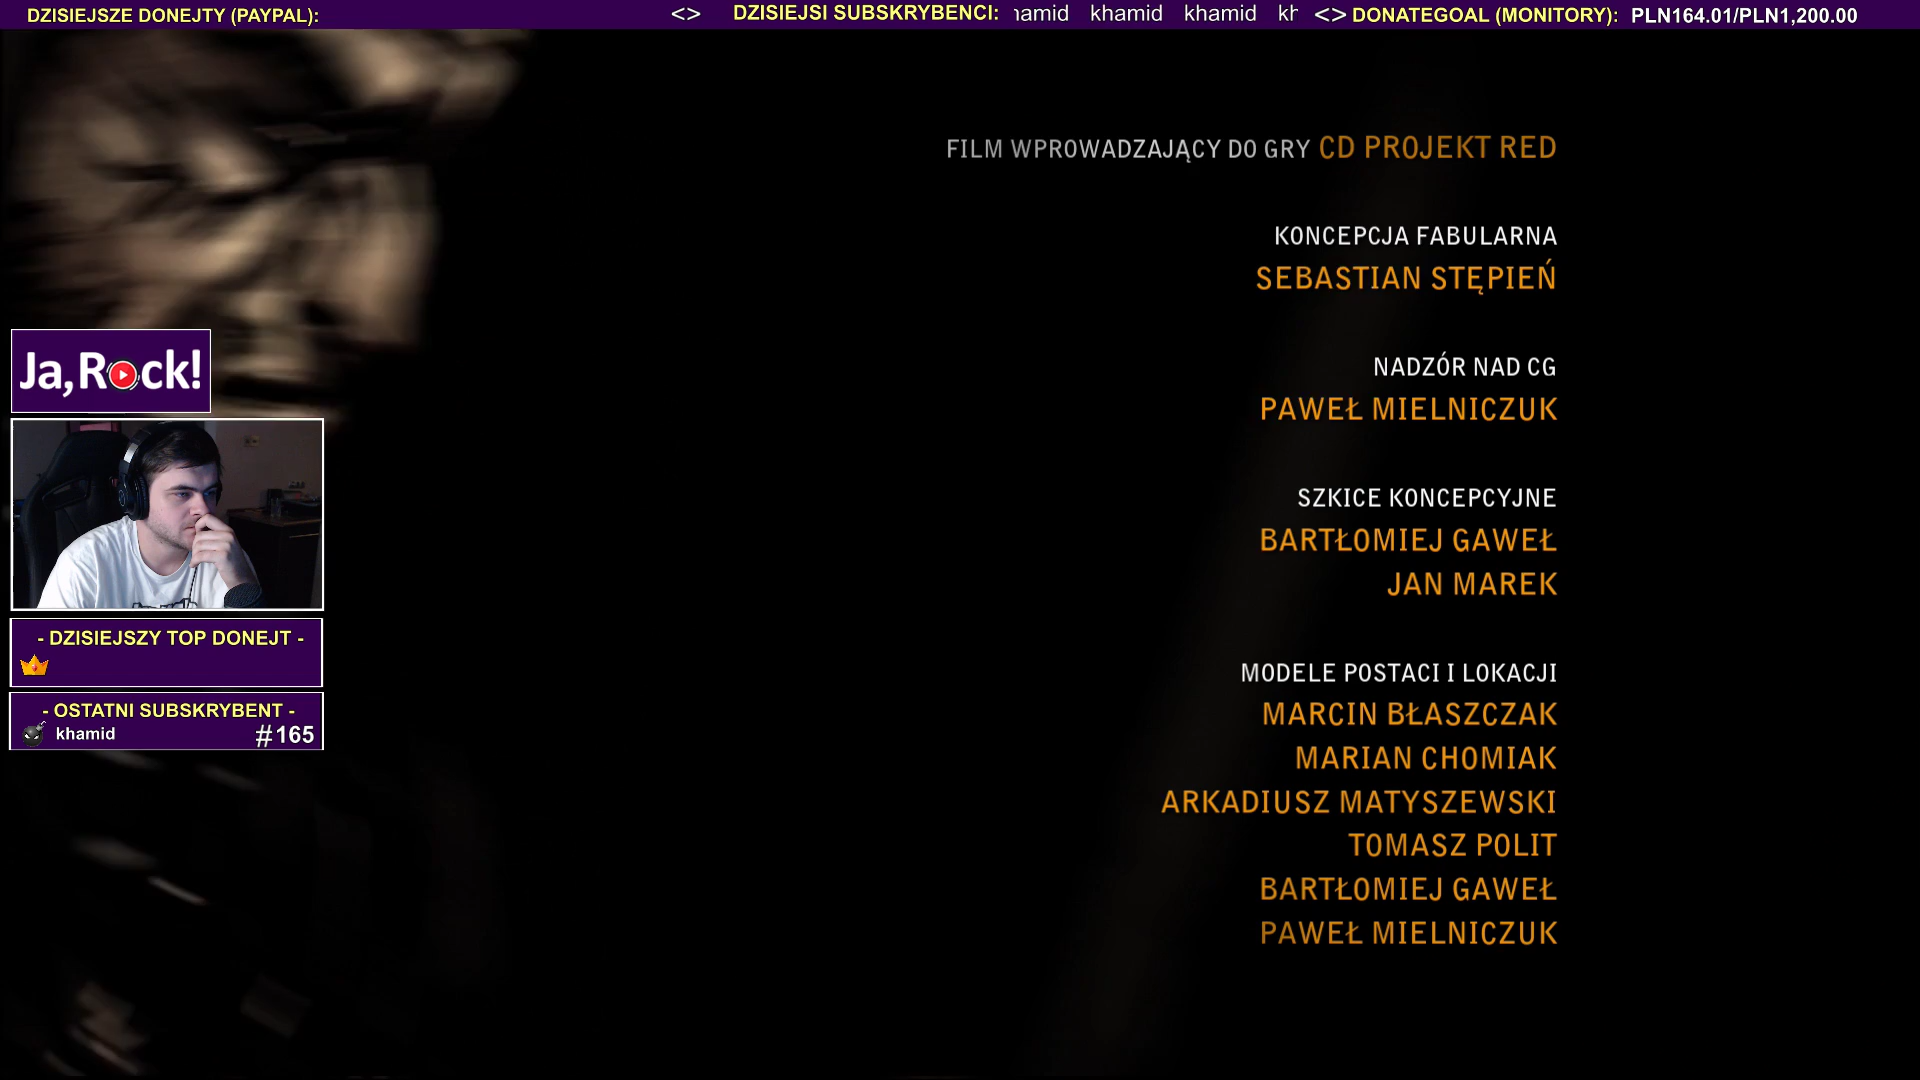 DZISIEJSZE DONEJTY (PAYPAL):
<> DZISIEJSI SUBSKRYBENCI: khamid khamid <> DONATEGOAL (MONITORY): PLN164.01/PLN1,200.00
FILM WPROWADZAJĄCY DO GRY CD PROJEKT RED
KONCEPCJA FABULARNA
SEBASTIAN STĘPIEŃ
NADZÓR NAD CG
PAWEŁ MIELNICZUK
SZKICE KONCEPCYJNE
BARTŁOMIEJ GAWEŁ
JAN MAREK
MODELE POSTACI I LOKACJI
MARCIN BŁASZCZAK
MARIAN CHOMIAK
ARKADIUSZ MATYSZEWSKI
TOMASZ POLIT
BARTŁOMIEJ GAWEŁ
PAWEŁ MIELNICZUK
Ja,Rock!
- DZISIEJSZY TOP DONEJT -
- OSTATNI SUBSKRYBENT -
khamid #165